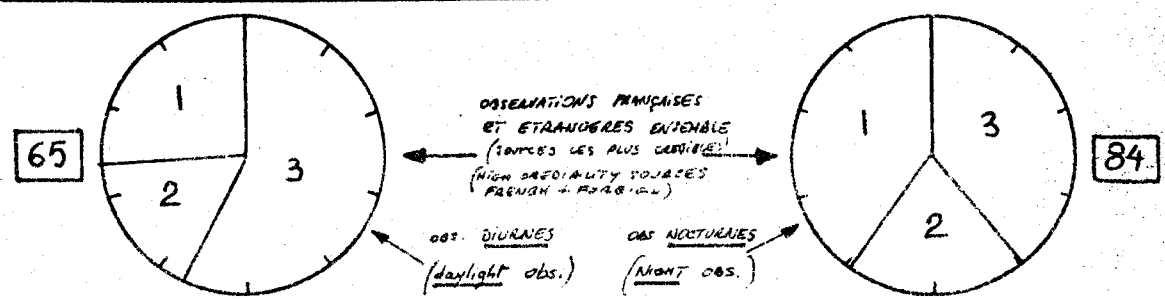 1
3
2
65
OBSERVATIONS FRANÇAISES
ET ETRANGERES ENSEMBLE
(SOURCES LES PLUS CREDIBLES)
(HIGH CREDIBILITY SOURCES
FRENCH + FOREIGN)
1
3
2
84
OBS. DIURNES
(daylight obs.)
OBS NOCTURNES
(NIGHT OBS.)